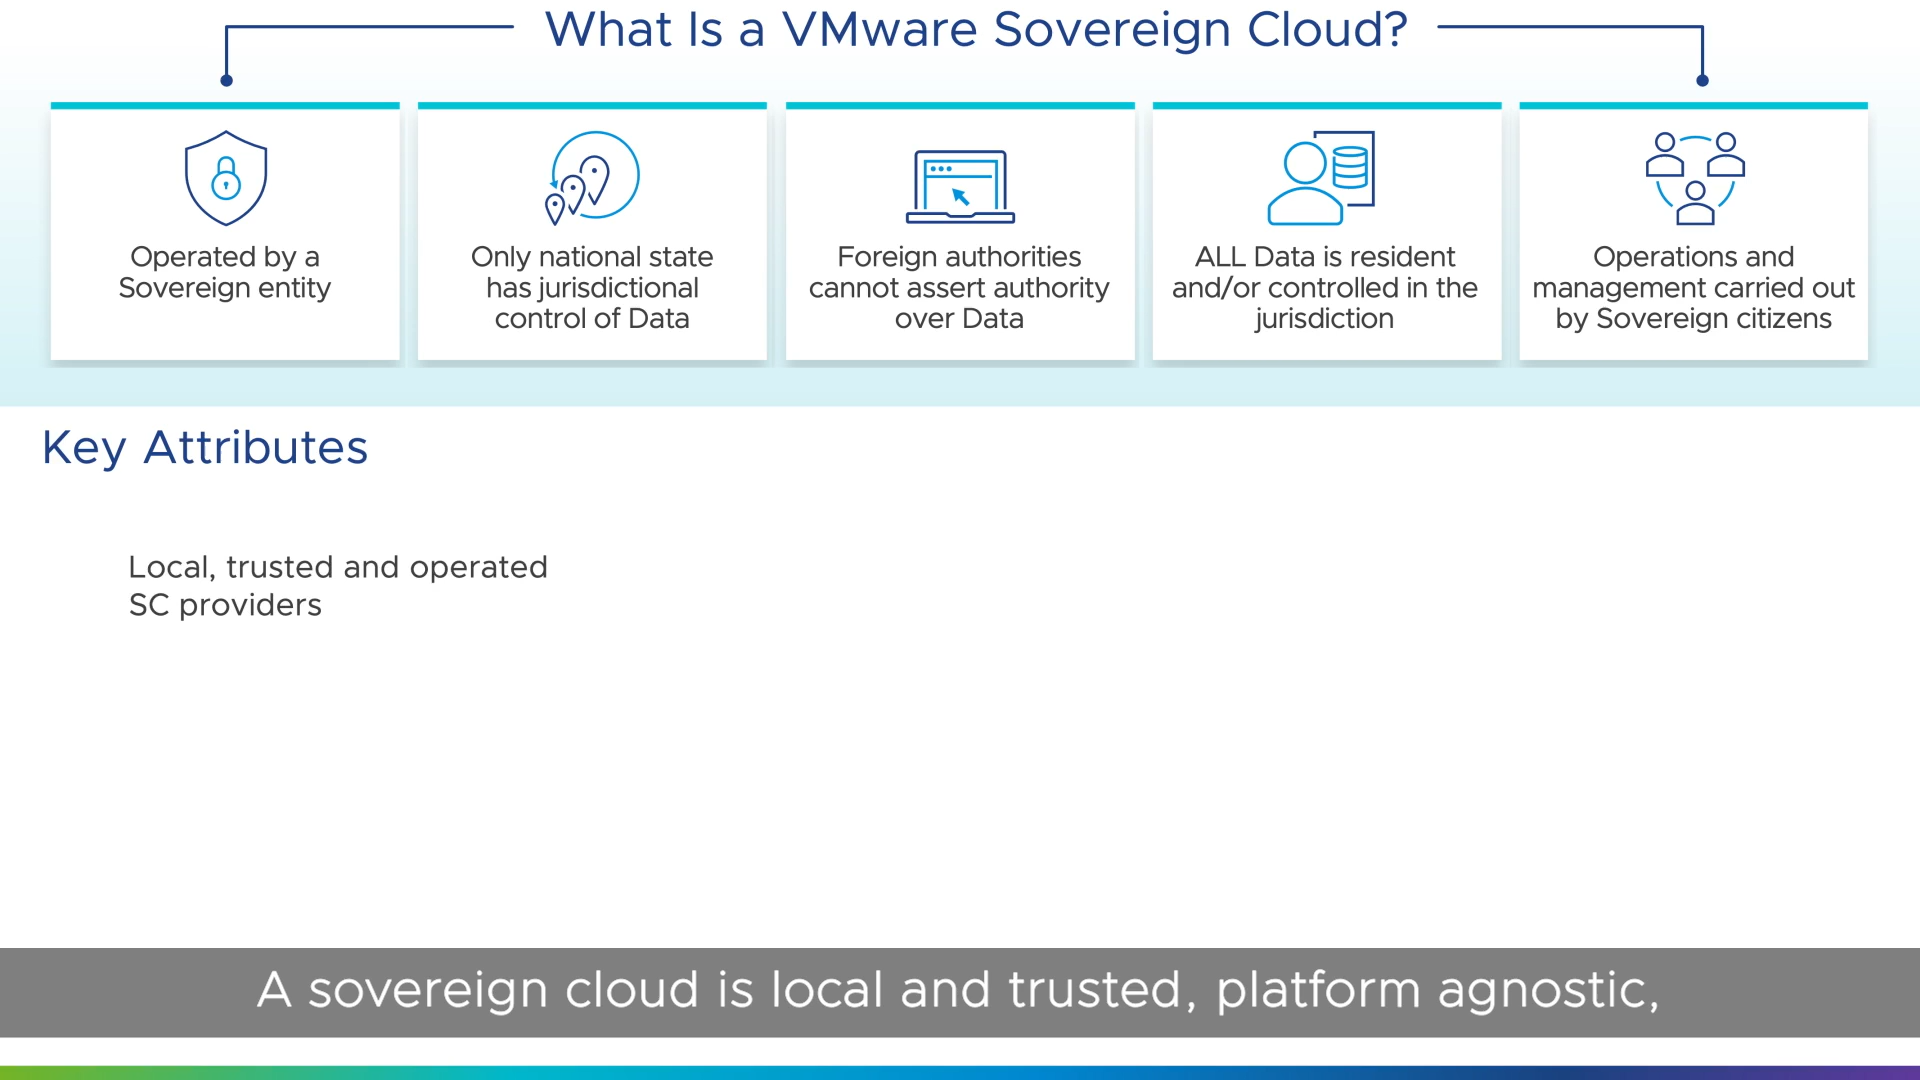 What Is a VMware Sovereign Cloud?
Operated by a
Sovereign entity
Only national state
has jurisdictional
control of Data
Foreign authorities
cannot assert authority
over Data
ALL Data is resident
and/or controlled in the
jurisdiction
Operations and
management carried out
by Sovereign citizens
Key Attributes
Local, trusted and operated
SC providers
A sovereign cloud is local and trusted, platform agnostic,